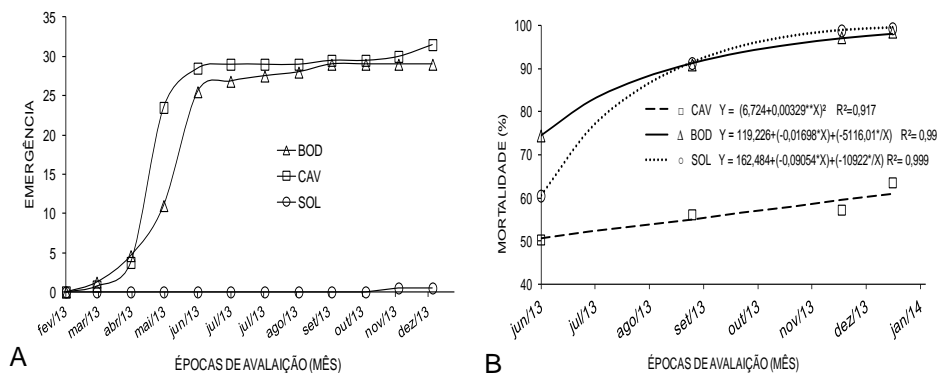 A
EMERGÊNCIA
35
30
25
20
15
10
5
0
BOD
CAV
SOL
fev/13
mar/13
abr/13
mai/13
jun/13
jul/13
jul/13
ago/13
set/13
out/13
nov/13
dez/13
ÉPOCAS DE AVALAIÇÃO (MÊS)
B
MORTALIDADE (%)
100
90
80
70
60
50
40
CAV Y = (6,724+0,00329**X)² R²=0,917
BOD Y = 119,226+(-0,01698*X)+(-5116,01*/X) R²= 0,99
SOL Y = 162,484+(-0,09054*X)+(-10922*/X) R²= 0,999
jun/13
jul/13
ago/13
set/13
out/13
nov/13
dez/13
jan/14
ÉPOCAS DE AVALAIÇÃO (MÊS)